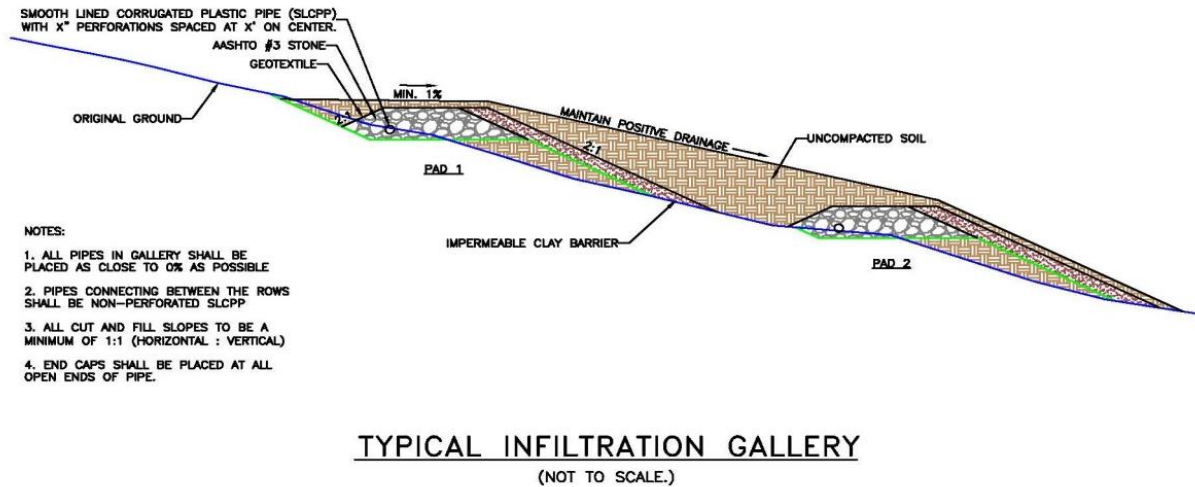 SMOOTH LINED CORRUGATED PLASTIC PIPE (SLCPP)
WITH X" PERFORATIONS SPACED AT X' ON CENTER.
AASHTO #3 STONE
GEOTEXTILE
MIN. 1%
ORIGINAL GROUND
2:1
MAINTAIN POSITIVE DRAINAGE
UNCOMPACTED SOIL
2:1
PAD 1
IMPERMEABLE CLAY BARRIER
PAD 2
NOTES:
1. ALL PIPES IN GALLERY SHALL BE
PLACED AS CLOSE TO 0% AS POSSIBLE
2. PIPES CONNECTING BETWEEN THE ROWS
SHALL BE NON-PERFORATED SLCPP
3. ALL CUT AND FILL SLOPES TO BE A
MINIMUM OF 1:1 (HORIZONTAL : VERTICAL)
4. END CAPS SHALL BE PLACED AT ALL
OPEN ENDS OF PIPE.
TYPICAL INFILTRATION GALLERY
(NOT TO SCALE.)